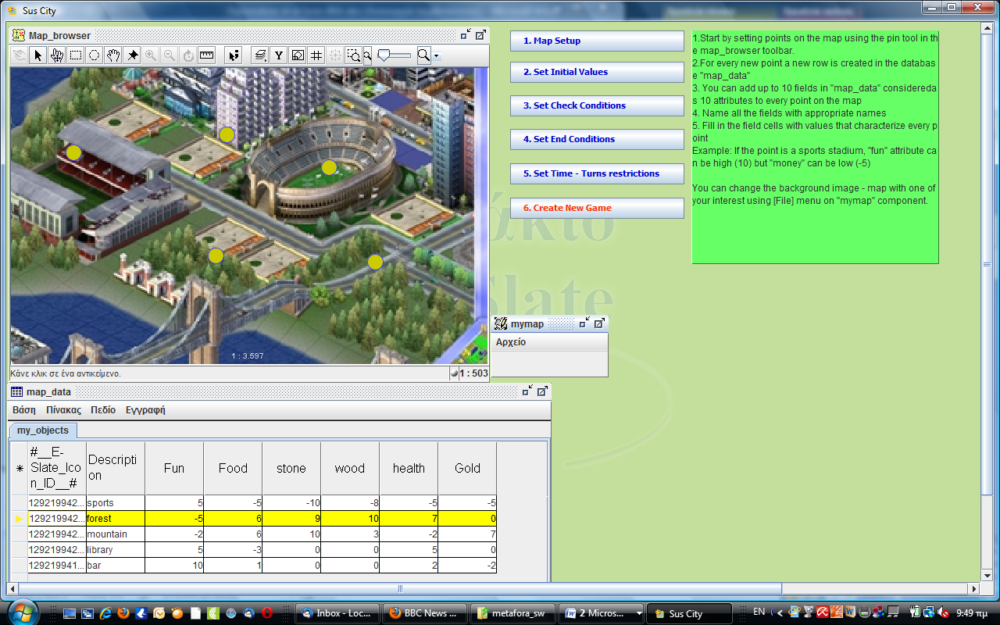 Sus City
Map_browser
1 : 3.597
Κάνε κλικ σε ένα αντικείμενο.
1 : 503
1. Map Setup
2. Set Initial Values
3. Set Check Conditions
4. Set End Conditions
5. Set Time - Turns restrictions
6. Create New Game
1.Start by setting points on the map using the pin tool in th
e map_browser toolbar.
2.For every new point a new row is created in the databas
e "map_data"
3. You can add up to 10 fields in "map_data" considereda
s 10 attributes to every point on the map
4. Name all the fields with appropriate names
5. Fill in the field cells with values that characterize every p
oint
Example: If the point is a sports stadium, "fun" attribute ca
n be high (10) but "money" can be low (-5)
You can change the background image - map with one of
your interest using [File] menu on "mymap" component.
άκιο
Slate
mymap
Αρχείο
map_data
Βάση Πίνακας Πεδίο Εγγραφή
my_objects
* #__E-Slate_Icon_ID__# Description Fun Food stone wood health Gold
129219942... sports 5 -5 -10 -8 -5 -5
129219942... forest -5 6 9 10 7 0
129219942... mountain -2 6 10 3 -2 7
129219942... library 5 -3 0 0 5 0
129219941... bar 10 1 0 0 2 -2
Inbox - Loc...
BBC News ...
metafora_sw
2 Micros...
Sus City
EN
9:49 πμ